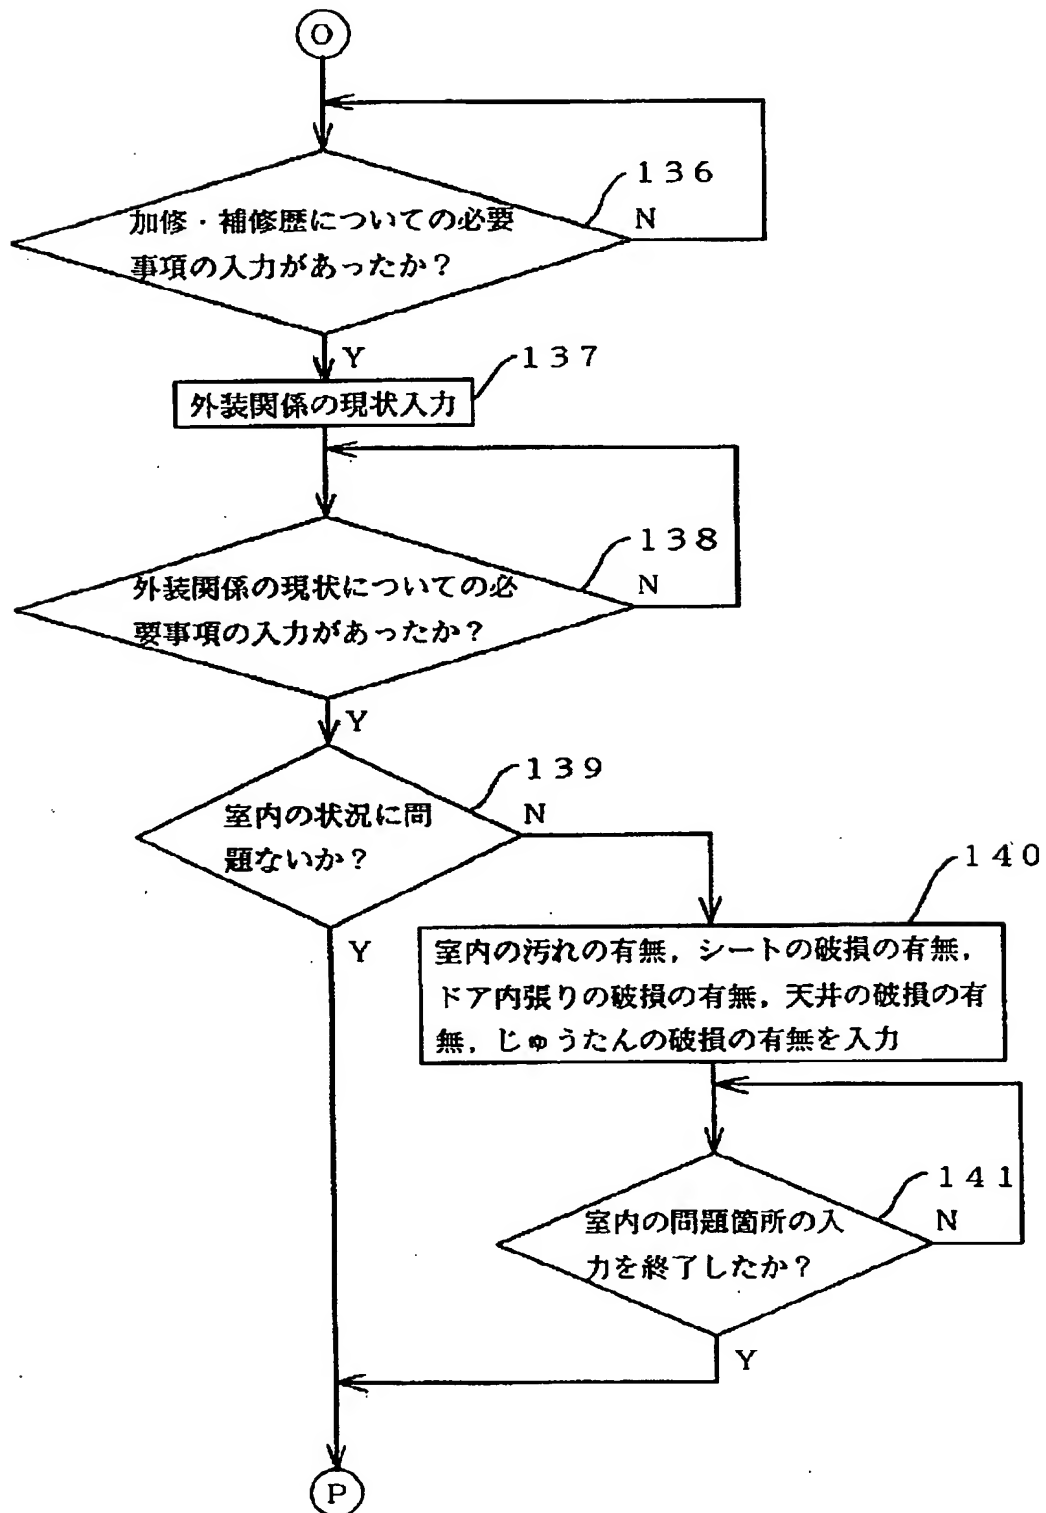 O
136
加修・補修歴についての必要
事項の入力があったか？
N
Y
137
外装関係の現状入力
138
外装関係の現状についての必
要事項の入力があったか？
N
Y
139
室内の状況に問
題ないか？
N
Y
140
室内の汚れの有無，シートの破損の有無，
ドア内張りの破損の有無，天井の破損の有
無，じゅうたんの破損の有無を入力
141
室内の問題箇所の入
力を終了したか？
N
Y
P